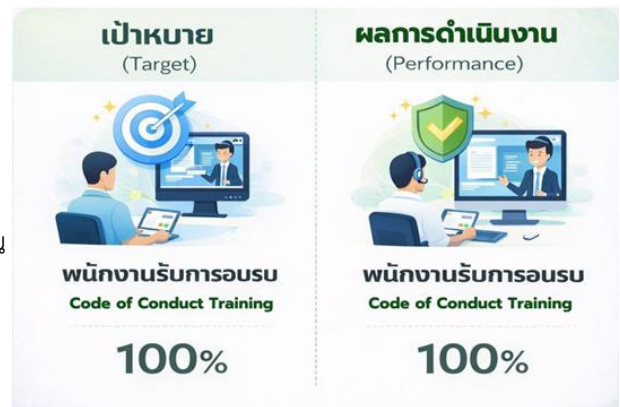 เป้าหบาย
(Target)
พนักงานรับการอบรบ
Code of Conduct Training
100%
ผลการดำเนินงาน
(Performance)
พนักงานรับการอนรบ
Code of Conduct Training
100%